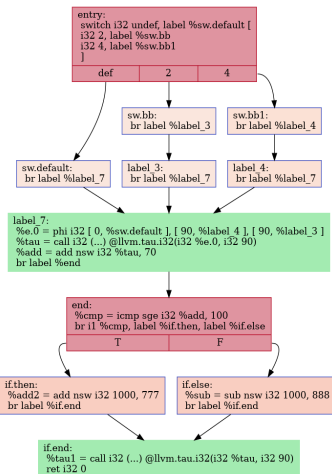 entry:
switch i32 undef, label %sw.default [
i32 2, label %sw.bb
i32 4, label %sw.bb1
]
def 2 4
sw.bb:
br label %label_3
sw.bb1:
br label %label_4
sw.default:
br label %label_7
label_3:
br label %label_7
label_4:
br label %label_7
label_7:
%e.0 = phi i32 [ 0, %sw.default ], [ 90, %label_4 ], [ 90, %label_3 ]
%tau = call i32 (...) @llvm.tau.i32(i32 %e.0, i32 90)
%add = add nsw i32 %tau, 70
br label %end
end:
%cmp = icmp sge i32 %add, 100
br i1 %cmp, label %if.then, label %if.else
T F
if.then:
%add2 = add nsw i32 1000, 777
br label %if.end
if.else:
%sub = sub nsw i32 1000, 888
br label %if.end
if.end:
%tau1 = call i32 (...) @llvm.tau.i32(i32 %tau, i32 90)
ret i32 0